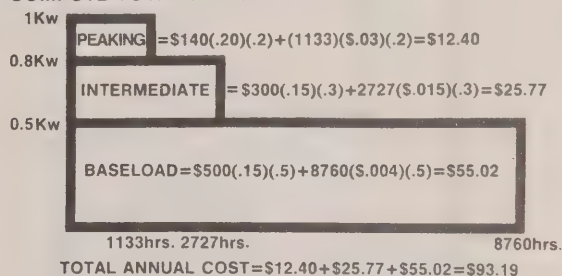 1Kw
PEAKING =$140(.20)(.2)+(1133)($.03)(.2)=$12.40
0.8Kw
INTERMEDIATE = $300(.15)(.3)+2727($.015)(.3)=$25.77
0.5Kw
BASELOAD=$500(.15)(.5)+8760($.004)(.5)=$55.02
1133hrs. 2727hrs. 8760hrs.
TOTAL ANNUAL COST=$12.40+$25.77+$55.02=$93.19